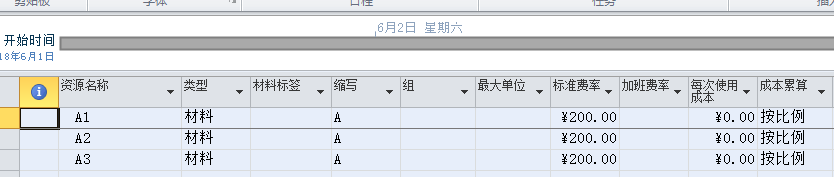 剪贴板 字体 日程 任务 插入
6月2日 星期六
开始时间
18年6月1日
资源名称 类型 材料标签 缩写 组 最大单位 标准费率 加班费率 每次使用成本 成本累算
A1 材料 A ¥200.00 ¥0.00 按比例
A2 材料 A ¥200.00 ¥0.00 按比例
A3 材料 A ¥200.00 ¥0.00 按比例